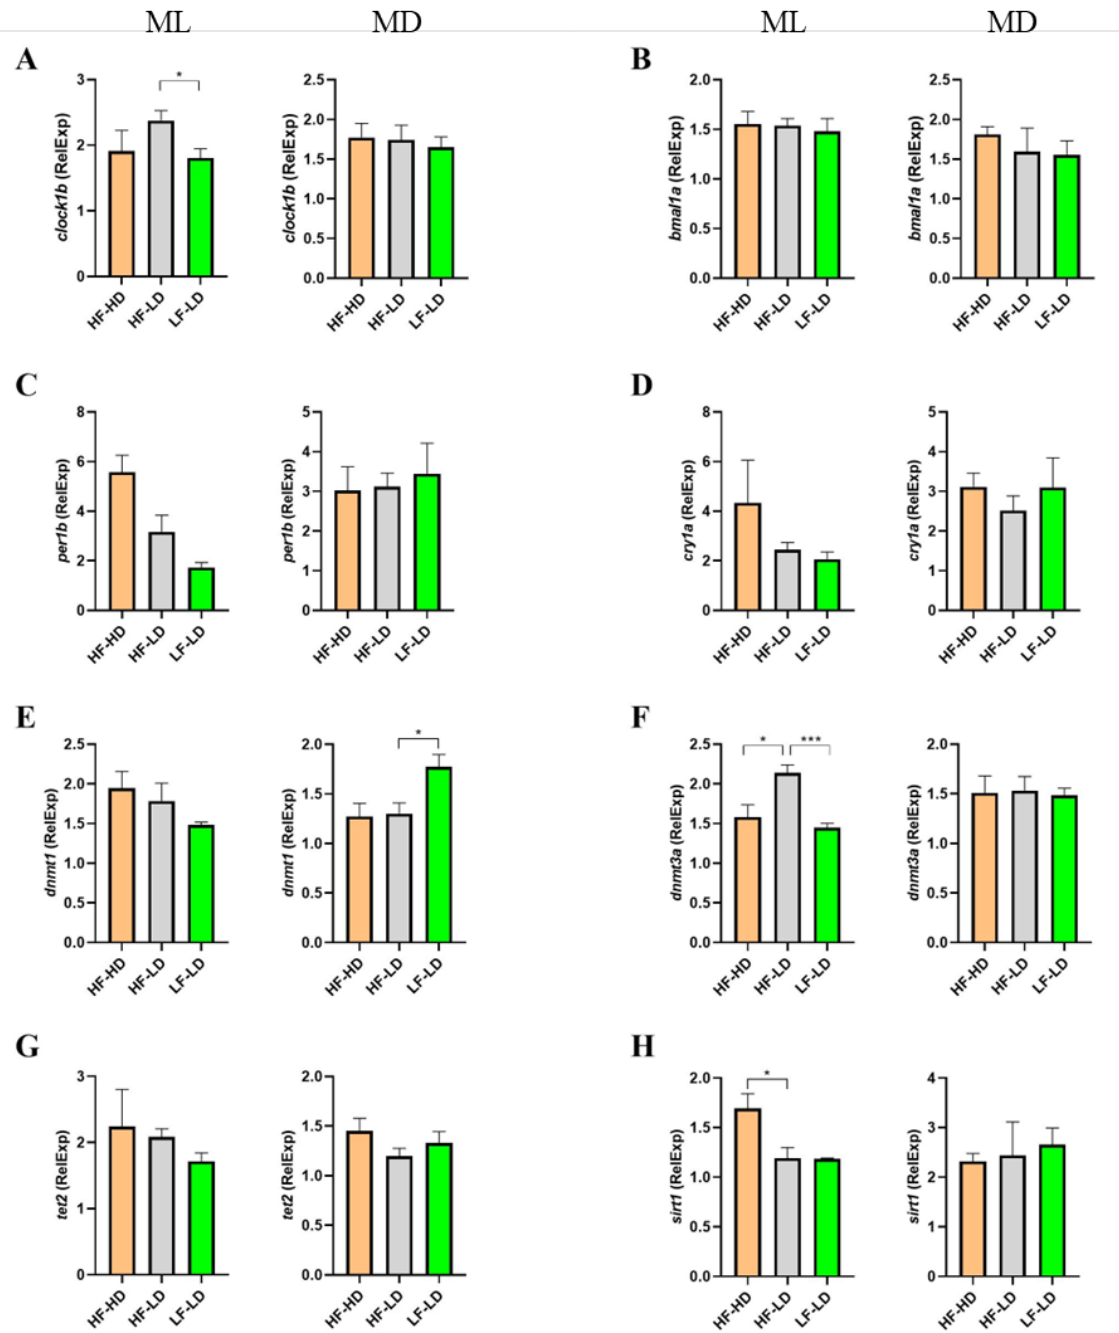 ML MD ML MD
A B
* 
3 2.5 2.0 2.5
2 2.0 1.5 2.0
1 1.5 1.0 1.5
0 1.0 0.5 1.0
0.5 0.0 0.5
0.0 0.0
clock1b (RelExp) clock1b (RelExp) bmal1a (RelExp) bmal1a (RelExp)
HF-HD HF-LD LF-LD HF-HD HF-LD LF-LD HF-HD HF-LD LF-LD HF-HD HF-LD LF-LD
C D
8 5 8 5
6 4 6 4
4 3 4 3
2 2 2 2
0 1 0 1
0 0
per1b (RelExp) per1b (RelExp) cry1a (RelExp) cry1a (RelExp)
HF-HD HF-LD LF-LD HF-HD HF-LD LF-LD HF-HD HF-LD LF-LD HF-HD HF-LD LF-LD
E F
* * ***
2.5 2.0 2.5 2.0
2.0 1.5 2.0 1.5
1.5 1.0 1.5 1.0
1.0 0.5 1.0 0.5
0.5 0.0 0.5 0.0
0.0 0.0
dnmt1 (RelExp) dnmt1 (RelExp) dnmt3a (RelExp) dnmt3a (RelExp)
HF-HD HF-LD LF-LD HF-HD HF-LD LF-LD HF-HD HF-LD LF-LD HF-HD HF-LD LF-LD
G H
*
3 2.0 2.0 4
2 1.5 1.5 3
1 1.0 1.0 2
0 0.5 0.5 1
0.0 0.0 0
tet2 (RelExp) tet2 (RelExp) sirt1 (RelExp) sirt1 (RelExp)
HF-HD HF-LD LF-LD HF-HD HF-LD LF-LD HF-HD HF-LD LF-LD HF-HD HF-LD LF-LD